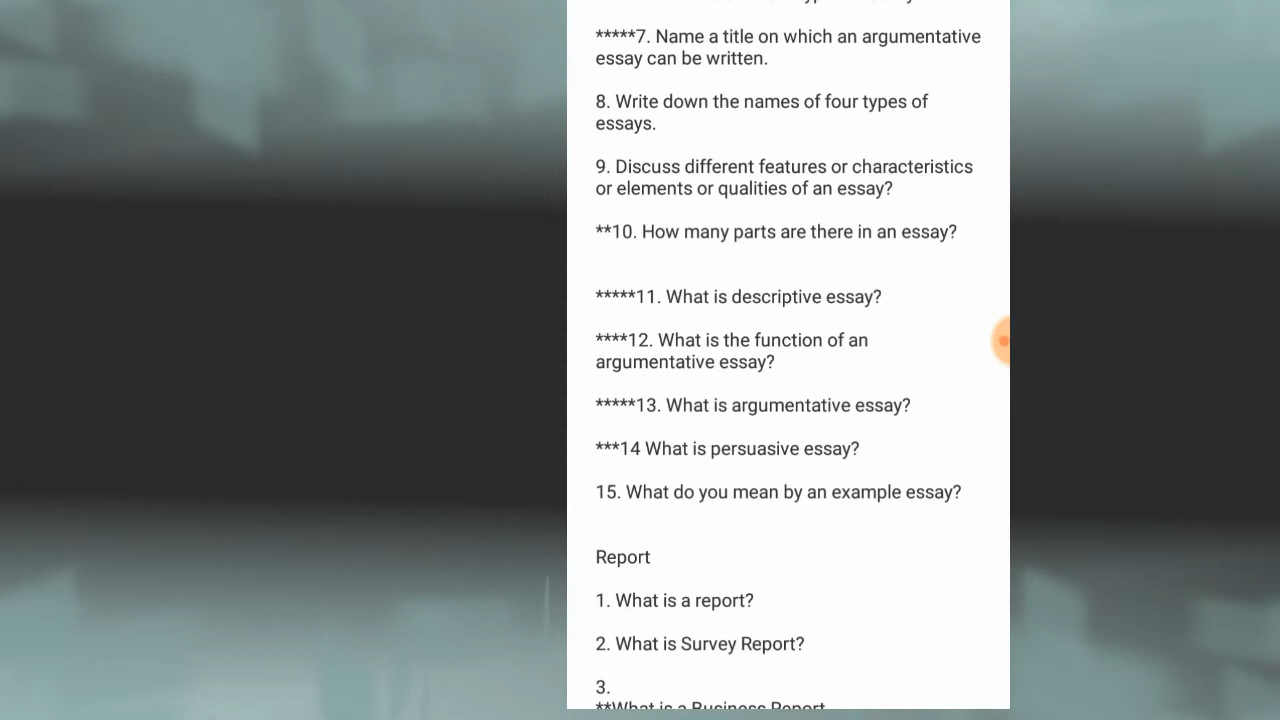 *****7. Name a title on which an argumentative
essay can be written.
8. Write down the names of four types of
essays.
9. Discuss different features or characteristics
or elements or qualities of an essay?
**10. How many parts are there in an essay?
*****11. What is descriptive essay?
****12. What is the function of an
argumentative essay?
*****13. What is argumentative essay?
***14 What is persuasive essay?
15. What do you mean by an example essay?
Report
1. What is a report?
2. What is Survey Report?
3.
**What is a Business Report